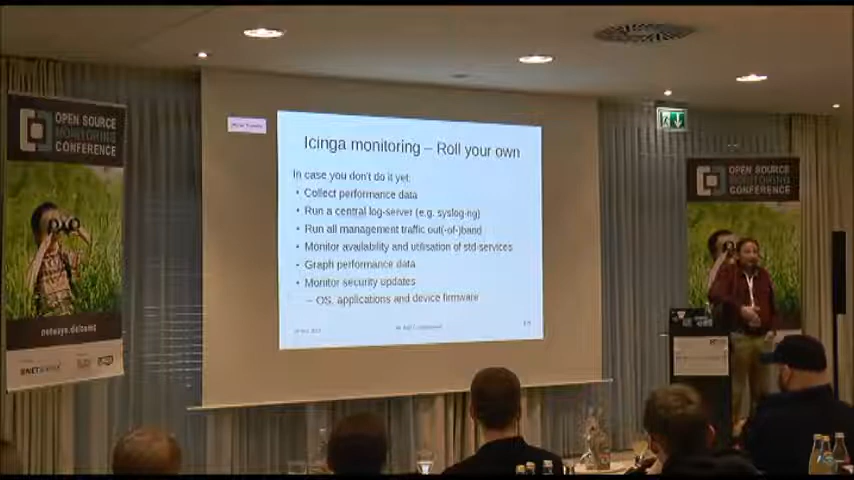 OPEN SOURCE
MONITORING
CONFERENCE
netways.de/osmc
Icinga monitoring – Roll your own
In case you don't do it yet:
• Collect performance data
• Run a central log-server (e.g. syslog-ng)
• Run all management traffic out(-of-)band
• Monitor availability and utilisation of std-services
• Graph performance data
• Monitor security updates
– OS, applications and device firmware
OPEN SOURCE
MONITORING
CONFERENCE